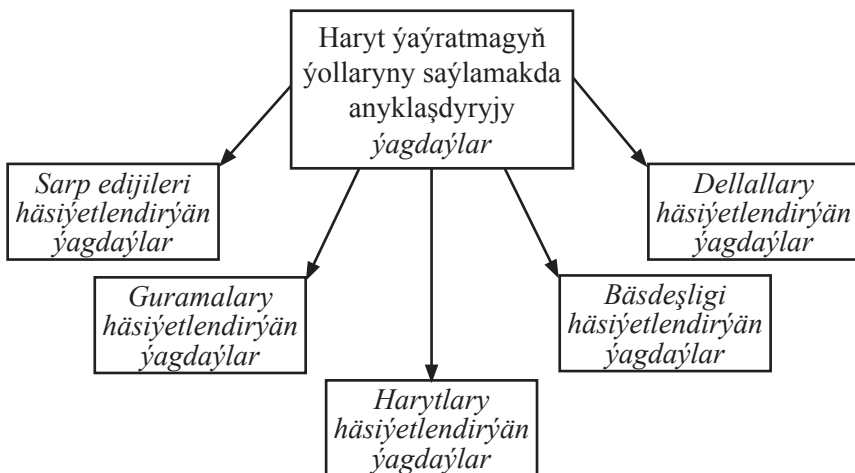 Haryt ýaýratmagyň
ýollaryny saýlamakda
anyklaşdyryjy
ýagdaýlar
Sarp edijileri
häsiýetlendirýän
ýagdaýlar
Dellallary
häsiýetlendirýän
ýagdaýlar
Guramalary
häsiýetlendirýän
ýagdaýlar
Bäsdeşligi
häsiýetlendirýän
ýagdaýlar
Harytlary
häsiýetlendirýän
ýagdaýlar